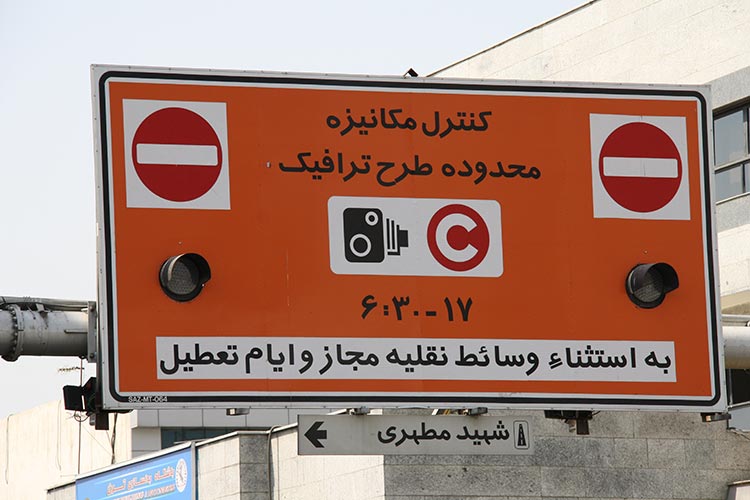 کنترل مکانیزه
محدوده طرح ترافیک
C
۶:۳۰-۱۷
به استثناءِ وسائط نقلیه مجاز و ایام تعطیل
SAZ-MT-064
شهید مطهری